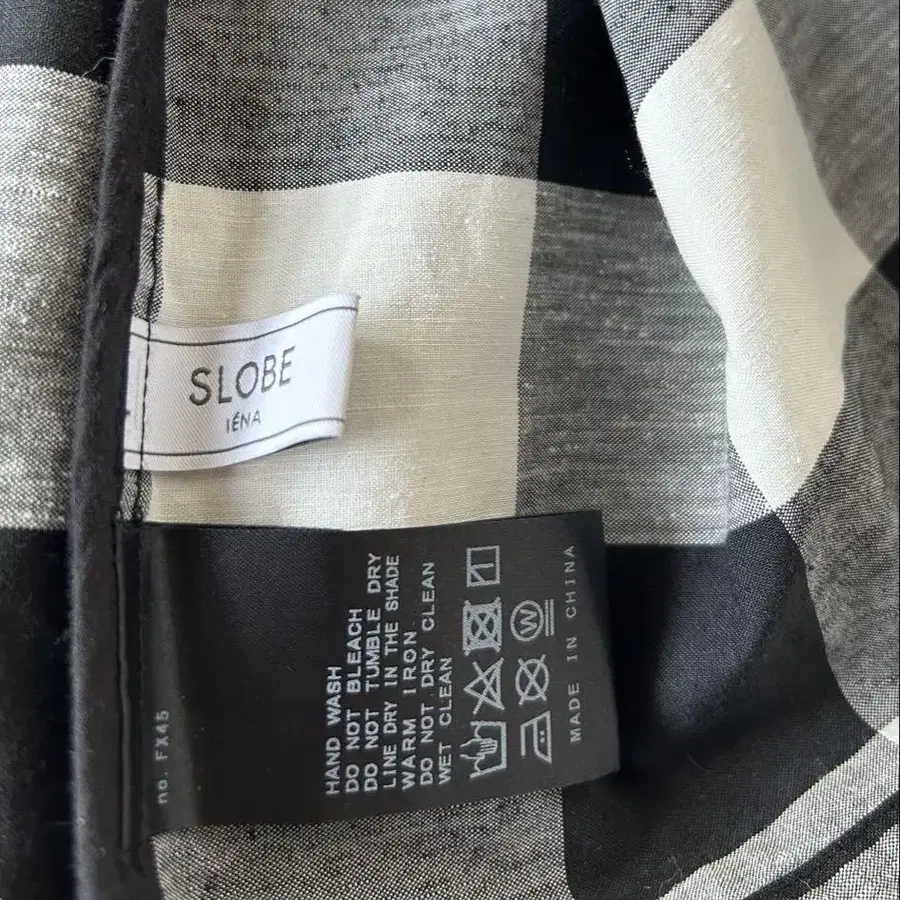 SLOBE
IÉNA
HAND WASH
DO NOT BLEACH
DO NOT TUMBLE DRY
LINE DRY IN THE SHADE
WARM IRON
DO NOT DRY CLEAN
WET CLEAN
W
MADE IN CHINA
no. FX45